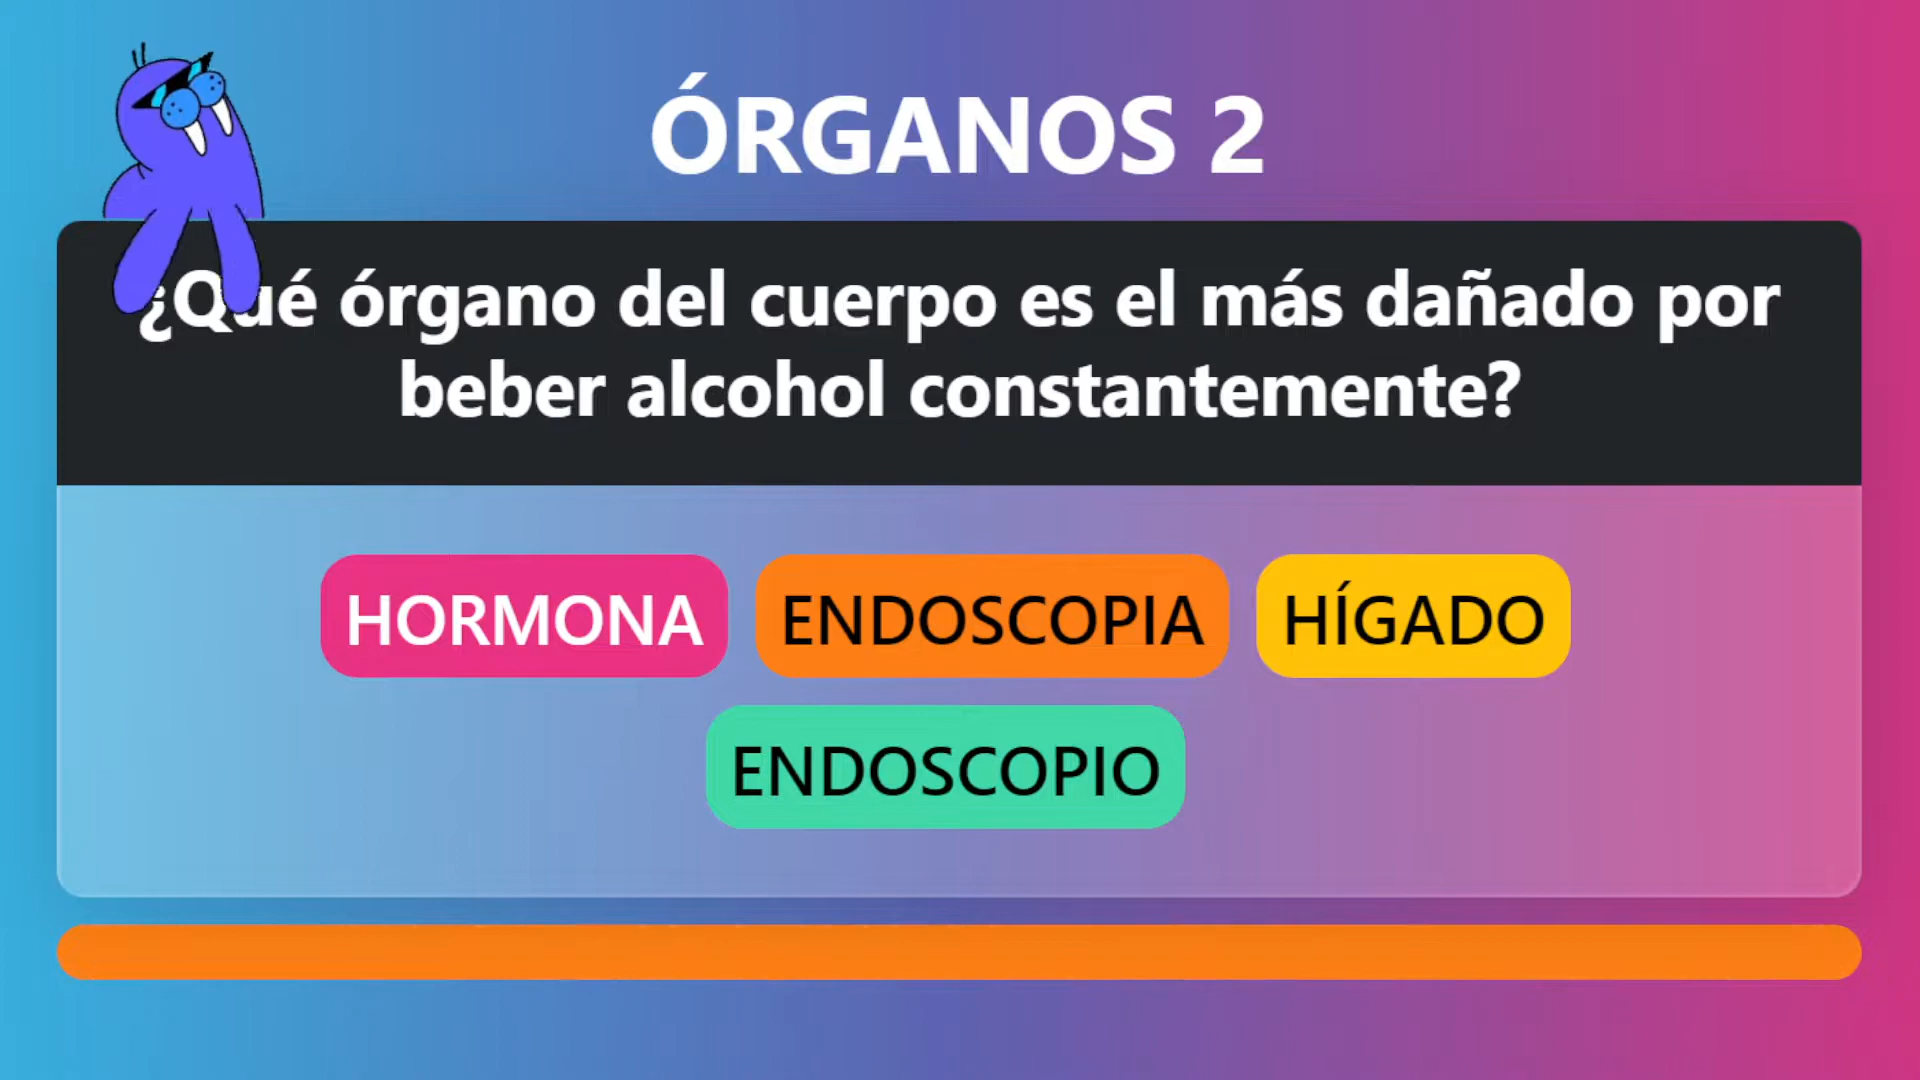 ÓRGANOS 2
¿Qué órgano del cuerpo es el más dañado por
beber alcohol constantemente?
HORMONA
ENDOSCOPIA
HÍGADO
ENDOSCOPIO